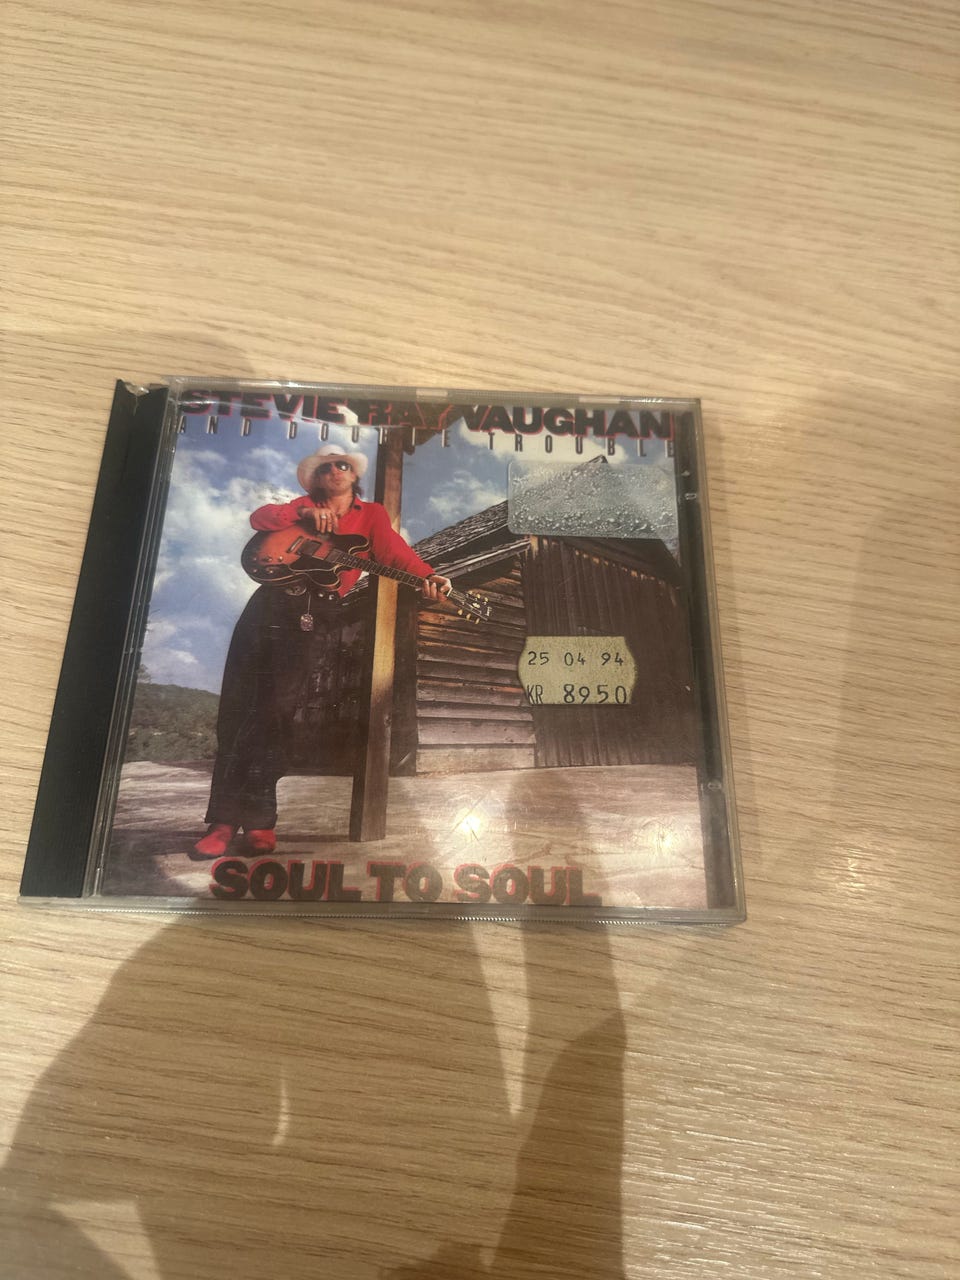 STEVIE RAY VAUGHAN
AND DOUBLE TROUBLE
25 04 94
KR 8950
SOUL TO SOUL